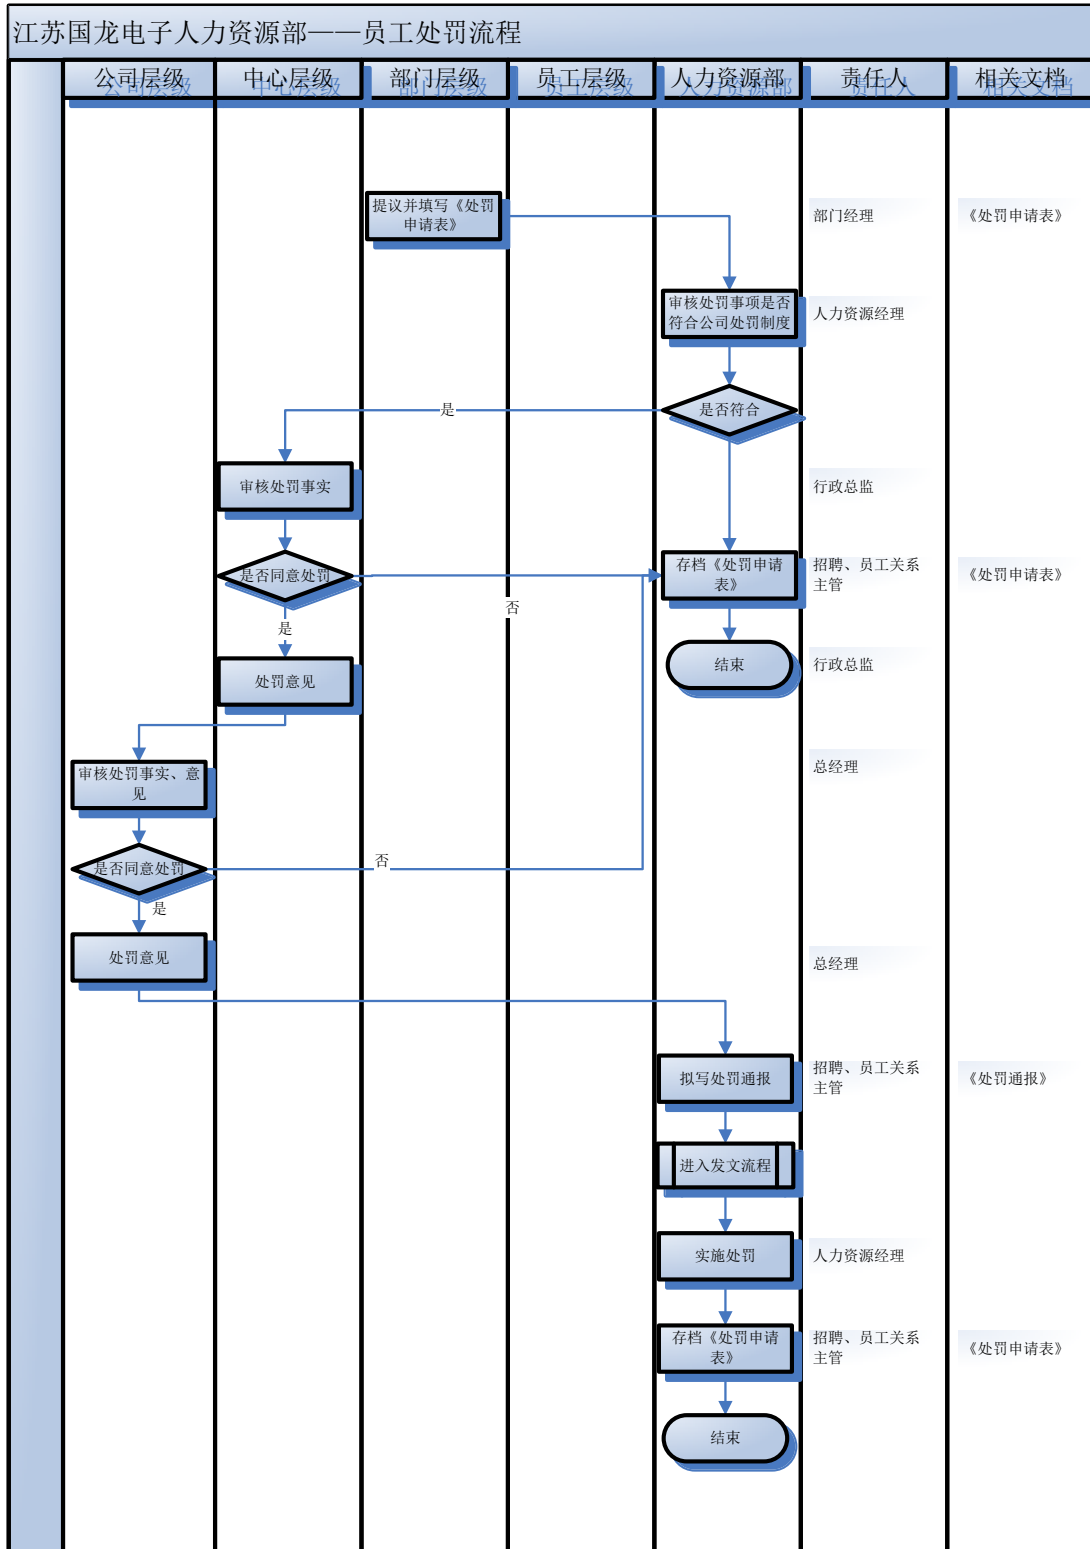 江苏国龙电子人力资源部——员工处罚流程
公司层级 中心层级 部门层级 员工层级 人力资源部 责任人 相关文档
提议并填写《处罚
申请表》
部门经理
《处罚申请表》
审核处罚事项是否
符合公司处罚制度
人力资源经理
是否符合
是
审核处罚事实
行政总监
是否同意处罚
存档《处罚申请
表》
招聘、员工关系
主管
《处罚申请表》
否
是
处罚意见
结束
行政总监
审核处罚事实、意
见
总经理
是否同意处罚
否
是
处罚意见
总经理
拟写处罚通报
招聘、员工关系
主管
《处罚通报》
进入发文流程
实施处罚
人力资源经理
存档《处罚申请
表》
招聘、员工关系
主管
《处罚申请表》
结束